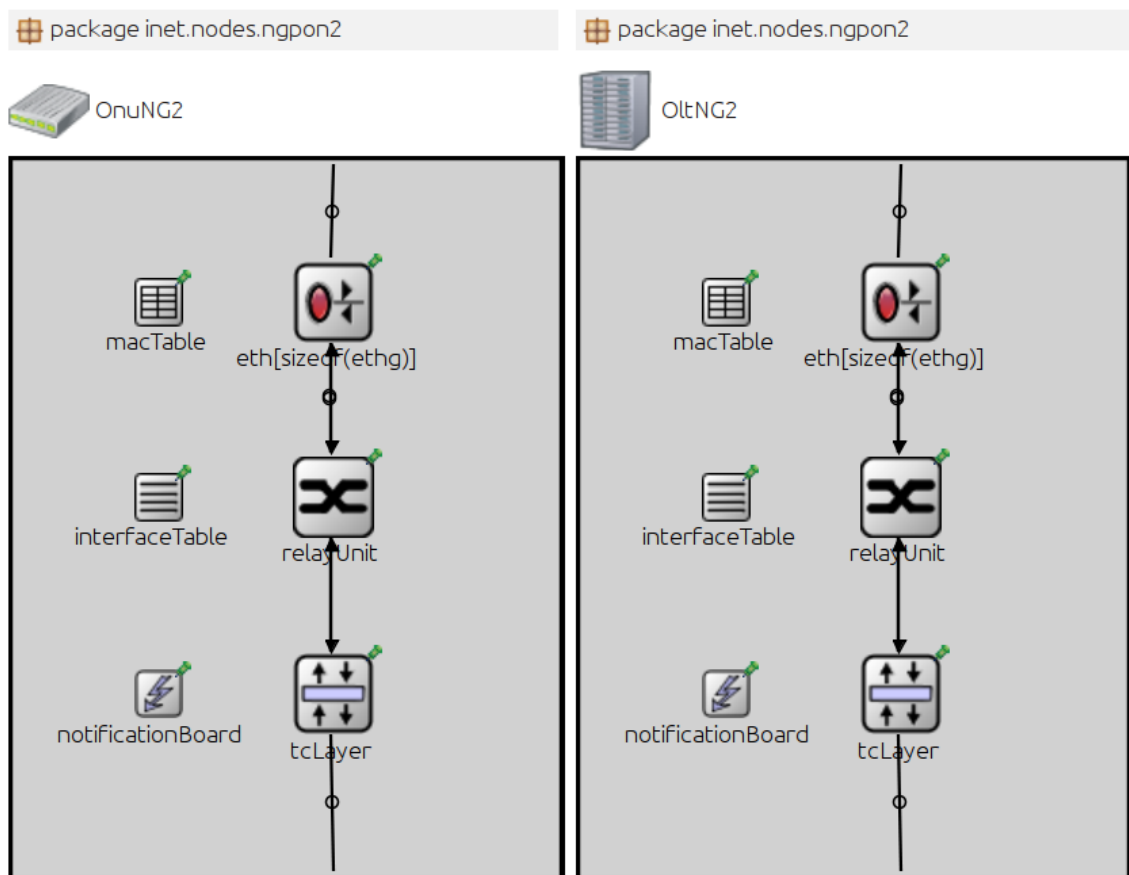 package inet.nodes.ngpon2
OnuNG2
macTable
eth[sizeof(ethg)]
interfaceTable
relayUnit
notificationBoard
tcLayer
package inet.nodes.ngpon2
OltNG2
macTable
eth[sizeof(ethg)]
interfaceTable
relayUnit
notificationBoard
tcLayer